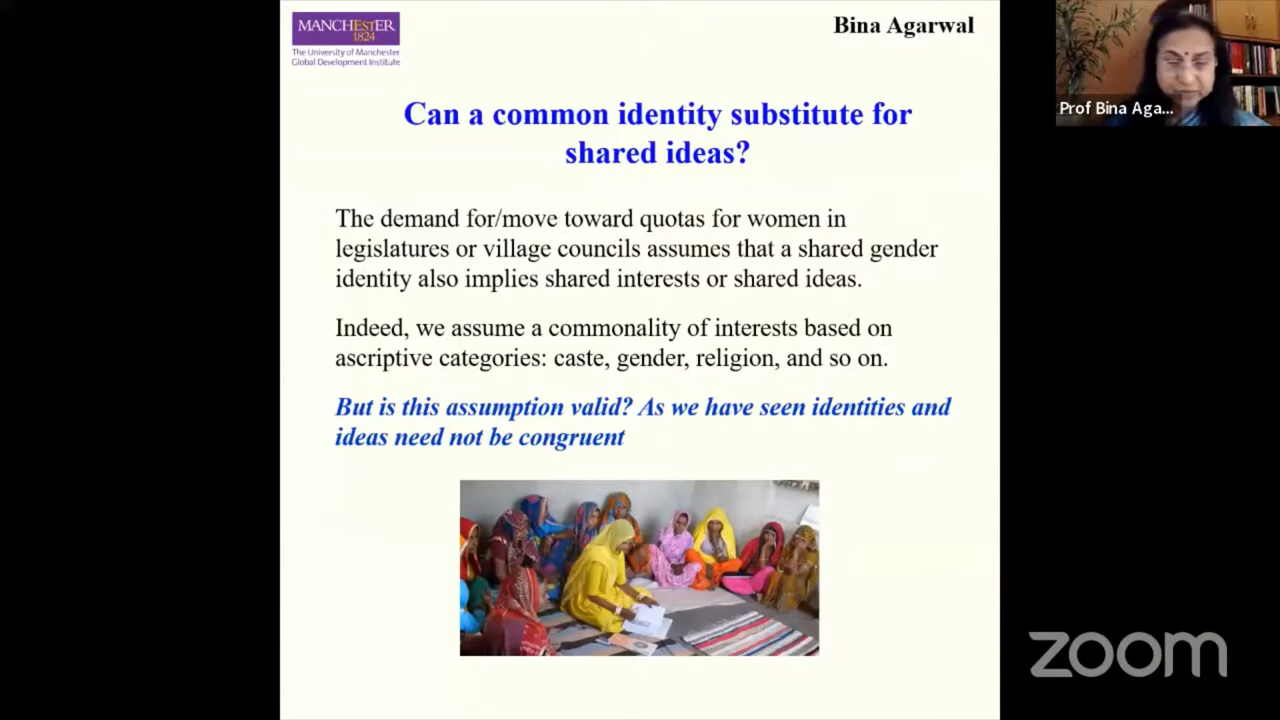 MANCHESTER
1824
The University of Manchester
Global Development Institute
Bina Agarwal
Prof Bina Aga...
Can a common identity substitute for
shared ideas?
The demand for/move toward quotas for women in
legislatures or village councils assumes that a shared gender
identity also implies shared interests or shared ideas.
Indeed, we assume a commonality of interests based on
ascriptive categories: caste, gender, religion, and so on.
But is this assumption valid? As we have seen identities and
ideas need not be congruent
zoom